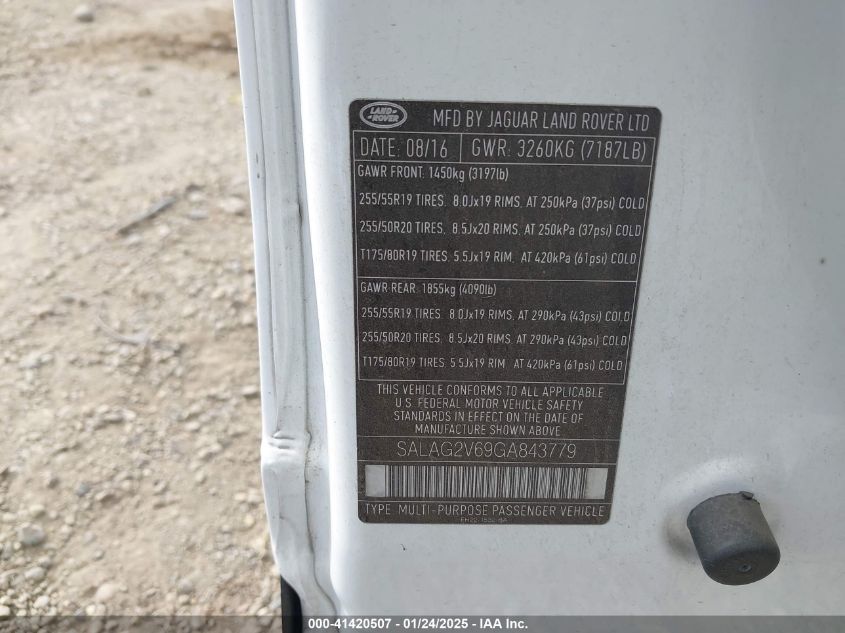 LAND ROVER
MFD BY JAGUAR LAND ROVER LTD
DATE: 08/16 GWR: 3260KG (7187LB)
GAWR FRONT: 1450kg (3197lb)
255/55R19 TIRES. 8.0Jx19 RIMS. AT 250kPa (37psi) COLD
255/50R20 TIRES. 8.5Jx20 RIMS. AT 250kPa (37psi) COLD
T175/80R19 TIRES. 5.5Jx19 RIM. AT 420kPa (61psi) COLD
GAWR REAR: 1855kg (4090lb)
255/55R19 TIRES. 8.0Jx19 RIMS. AT 290kPa (43psi) COLD
255/50R20 TIRES. 8.5Jx20 RIMS. AT 290kPa (43psi) COLD
T175/80R19 TIRES. 5.5Jx19 RIM AT 420kPa (61psi) COLD
THIS VEHICLE CONFORMS TO ALL APPLICABLE
U.S. FEDERAL MOTOR VEHICLE SAFETY
STANDARDS IN EFFECT ON THE DATE OF
MANUFACTURE SHOWN ABOVE
SALAG2V69GA843779
TYPE: MULTI-PURPOSE PASSENGER VEHICLE
000-41420507 - 01/24/2025 - IAA Inc.